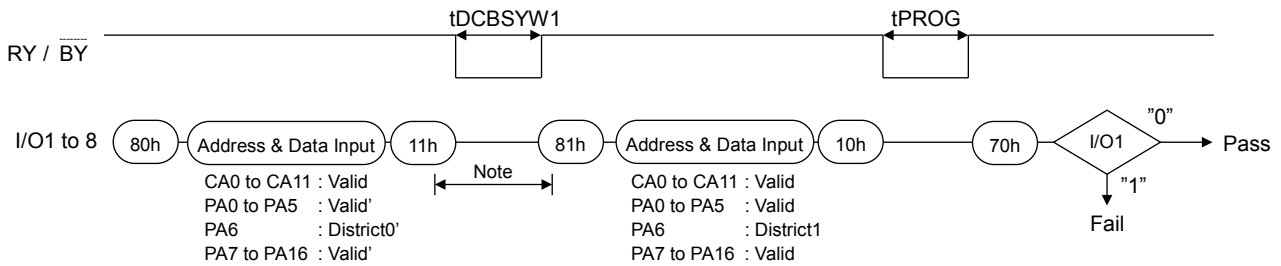 tDCBSYW1 tPROG
RY / BY
I/O1 to 8 80h Address & Data Input 11h 81h Address & Data Input 10h 70h I/O1 "0" Pass
Note
"1"
Fail
CA0 to CA11 : Valid
PA0 to PA5 : Valid'
PA6 : District0'
PA7 to PA16 : Valid'
CA0 to CA11 : Valid
PA0 to PA5 : Valid
PA6 : District1
PA7 to PA16 : Valid